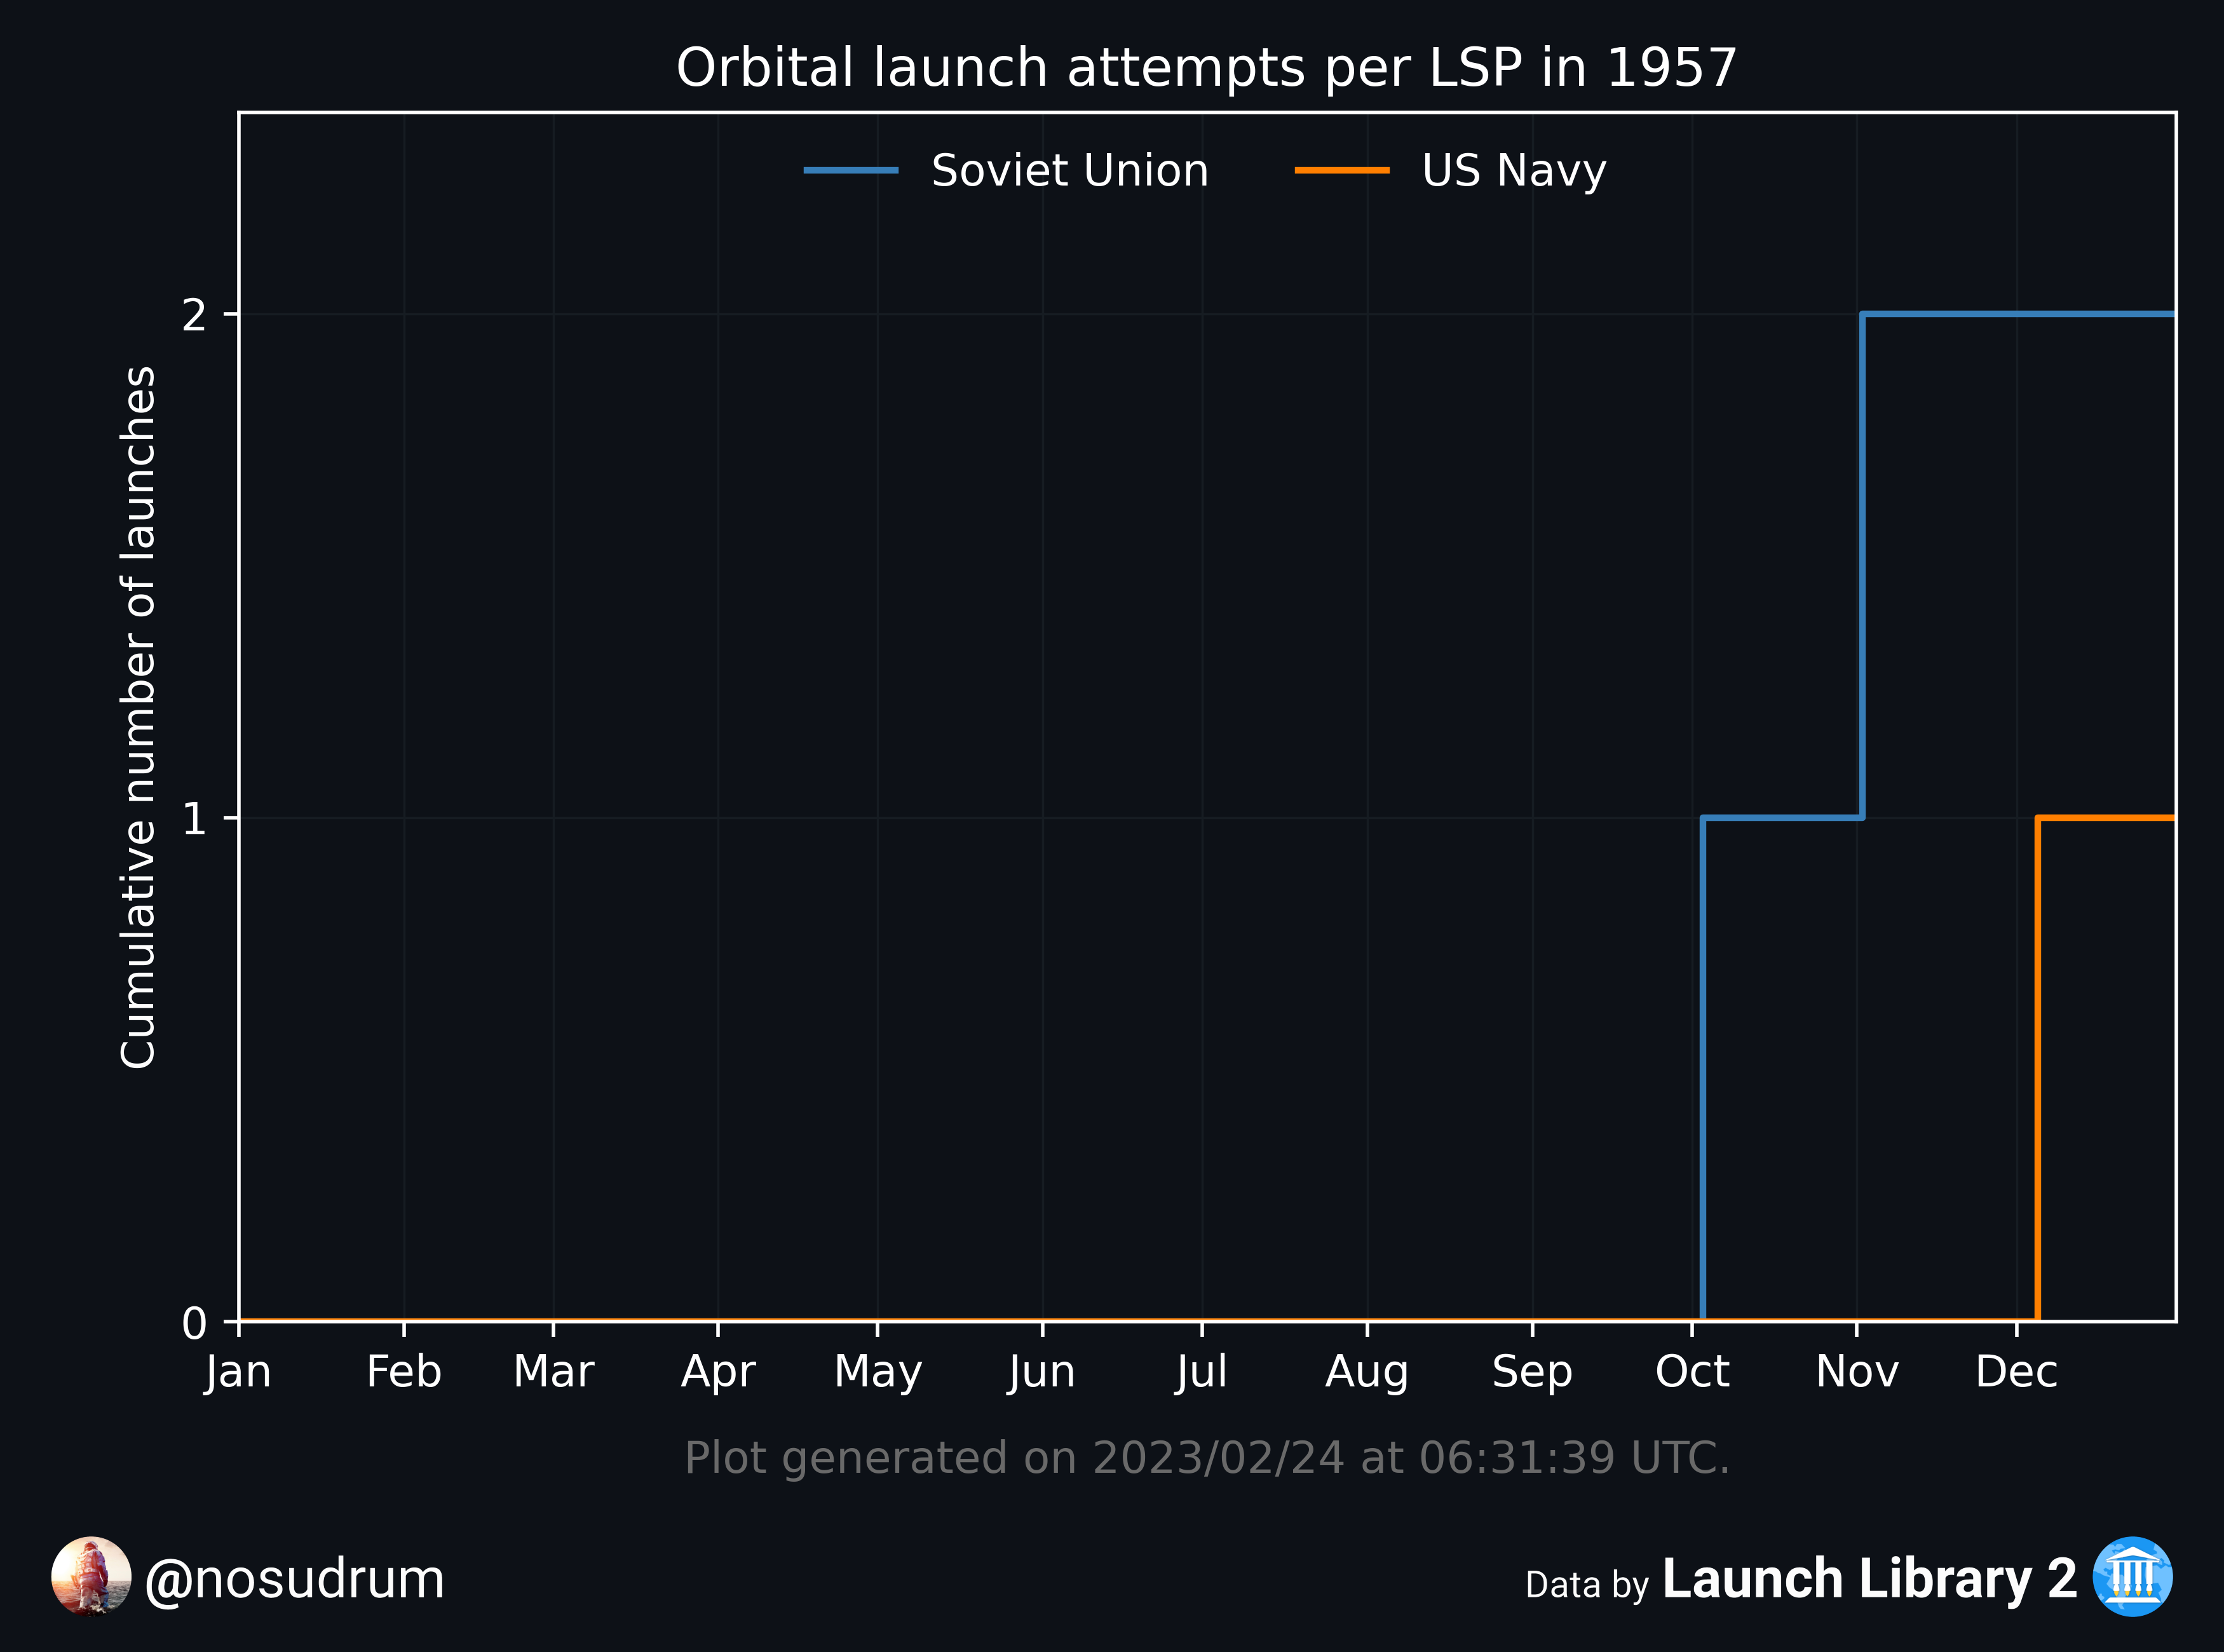 Orbital launch attempts per LSP in 1957
Soviet Union US Navy
Cumulative number of launches
2
1
0
Jan Feb Mar Apr May Jun Jul Aug Sep Oct Nov Dec
Plot generated on 2023/02/24 at 06:31:39 UTC.
@nosudrum
Data by Launch Library 2